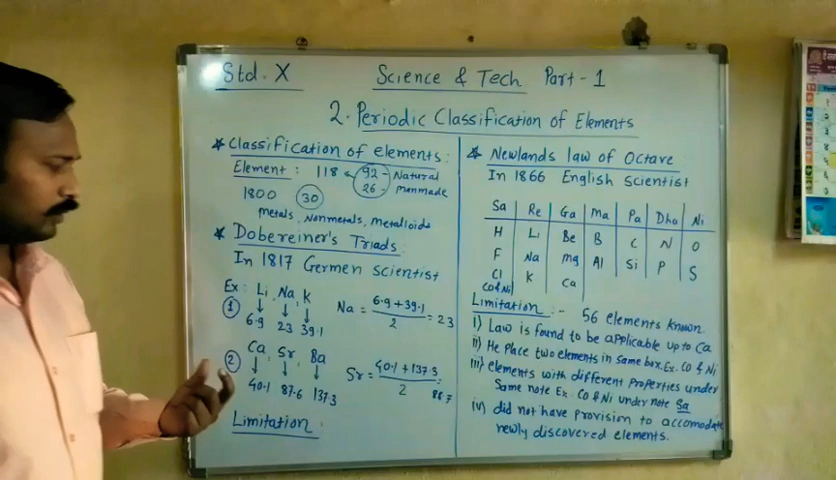 Std. X
Science & Tech Part - 1
2. Periodic Classification of Elements
* Classification of elements:
Element : 118 92 - Natural
26 - manmade
1800 30
metals, Nonmetals, Metalloids
* Dobereiner's Triads:
In 1817 Germen scientist
Ex: Li, Na, K
① 6.9 23 39.1
Na = 6.9 + 39.1 / 2 = 23
② Ca, Sr, Ba
40.1 87.6 137.3
Sr = 40.1 + 137.3 / 2 = 88.7
Limitation:
* Newlands law of Octave
In 1866 English scientist
Sa Re Ga Ma Pa Dha Ni
H Li Be B C N O
F Na Mg Al Si P S
Cl K Ca
Co & Ni
Limitation :- 56 elements known.
i) Law is found to be applicable up to Ca
ii) He Place two elements in same box. Ex. Co & Ni
iii) elements with different Properties under
Same note Ex. Co & Ni under note Sa
iv) did not have provision to accomodate
newly discovered elements.